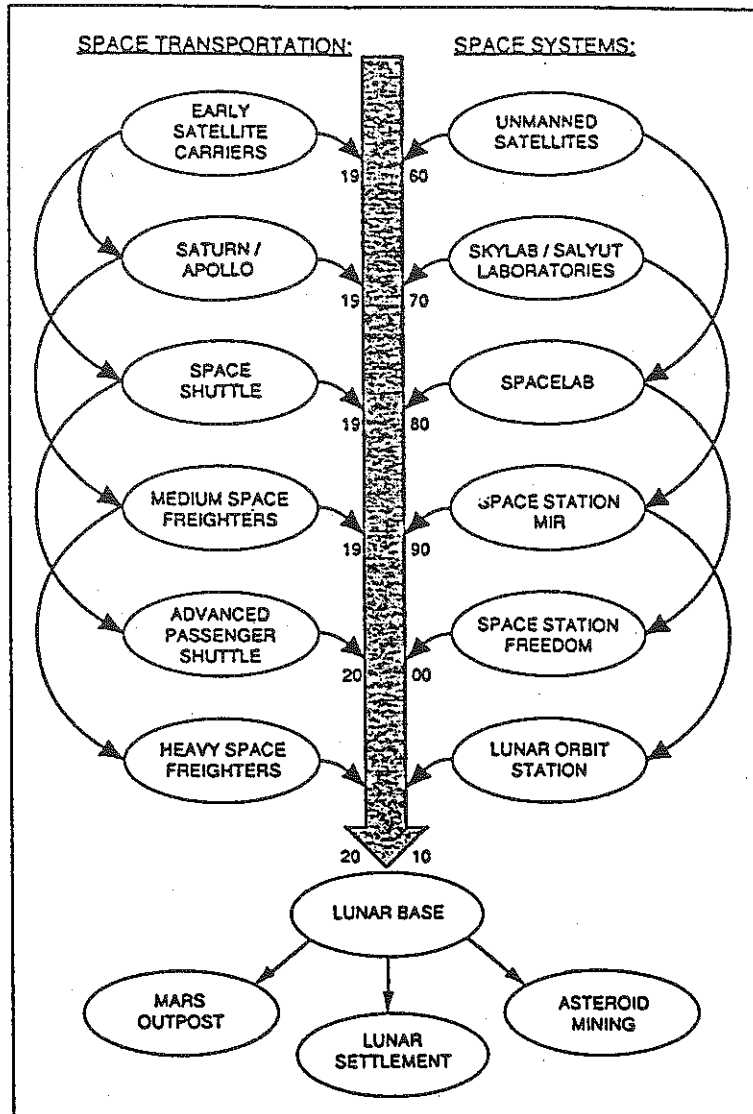 SPACE TRANSPORTATION:
SPACE SYSTEMS:
EARLY
SATELLITE
CARRIERS
UNMANNED
SATELLITES
19 60
SATURN /
APOLLO
SKYLAB / SALYUT
LABORATORIES
19 70
SPACE
SHUTTLE
SPACELAB
19 80
MEDIUM SPACE
FREIGHTERS
SPACE STATION
MIR
19 90
ADVANCED
PASSENGER
SHUTTLE
SPACE STATION
FREEDOM
20 00
HEAVY SPACE
FREIGHTERS
LUNAR ORBIT
STATION
20 10
LUNAR BASE
MARS
OUTPOST
LUNAR
SETTLEMENT
ASTEROID
MINING